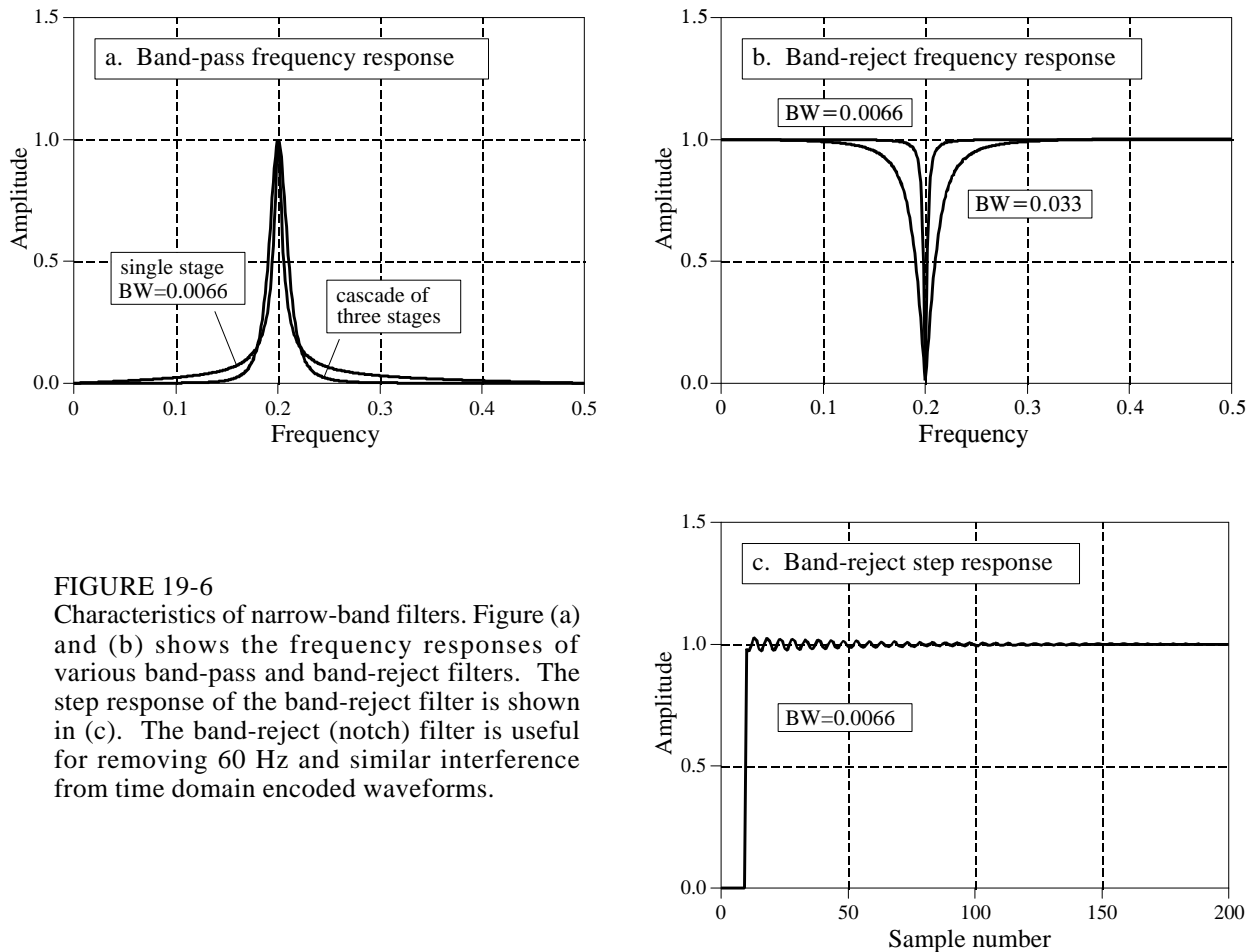 a. Band-pass frequency response
1.5
1.0
0.5
0.0
Amplitude
single stage
BW=0.0066
cascade of
three stages
0 0.1 0.2 0.3 0.4 0.5
Frequency
b. Band-reject frequency response
1.5
1.0
0.5
0.0
Amplitude
BW=0.0066
BW=0.033
0 0.1 0.2 0.3 0.4 0.5
Frequency
FIGURE 19-6
Characteristics of narrow-band filters. Figure (a)
and (b) shows the frequency responses of
various band-pass and band-reject filters. The
step response of the band-reject filter is shown
in (c). The band-reject (notch) filter is useful
for removing 60 Hz and similar interference
from time domain encoded waveforms.
c. Band-reject step response
1.5
1.0
0.5
0.0
Amplitude
BW=0.0066
0 50 100 150 200
Sample number